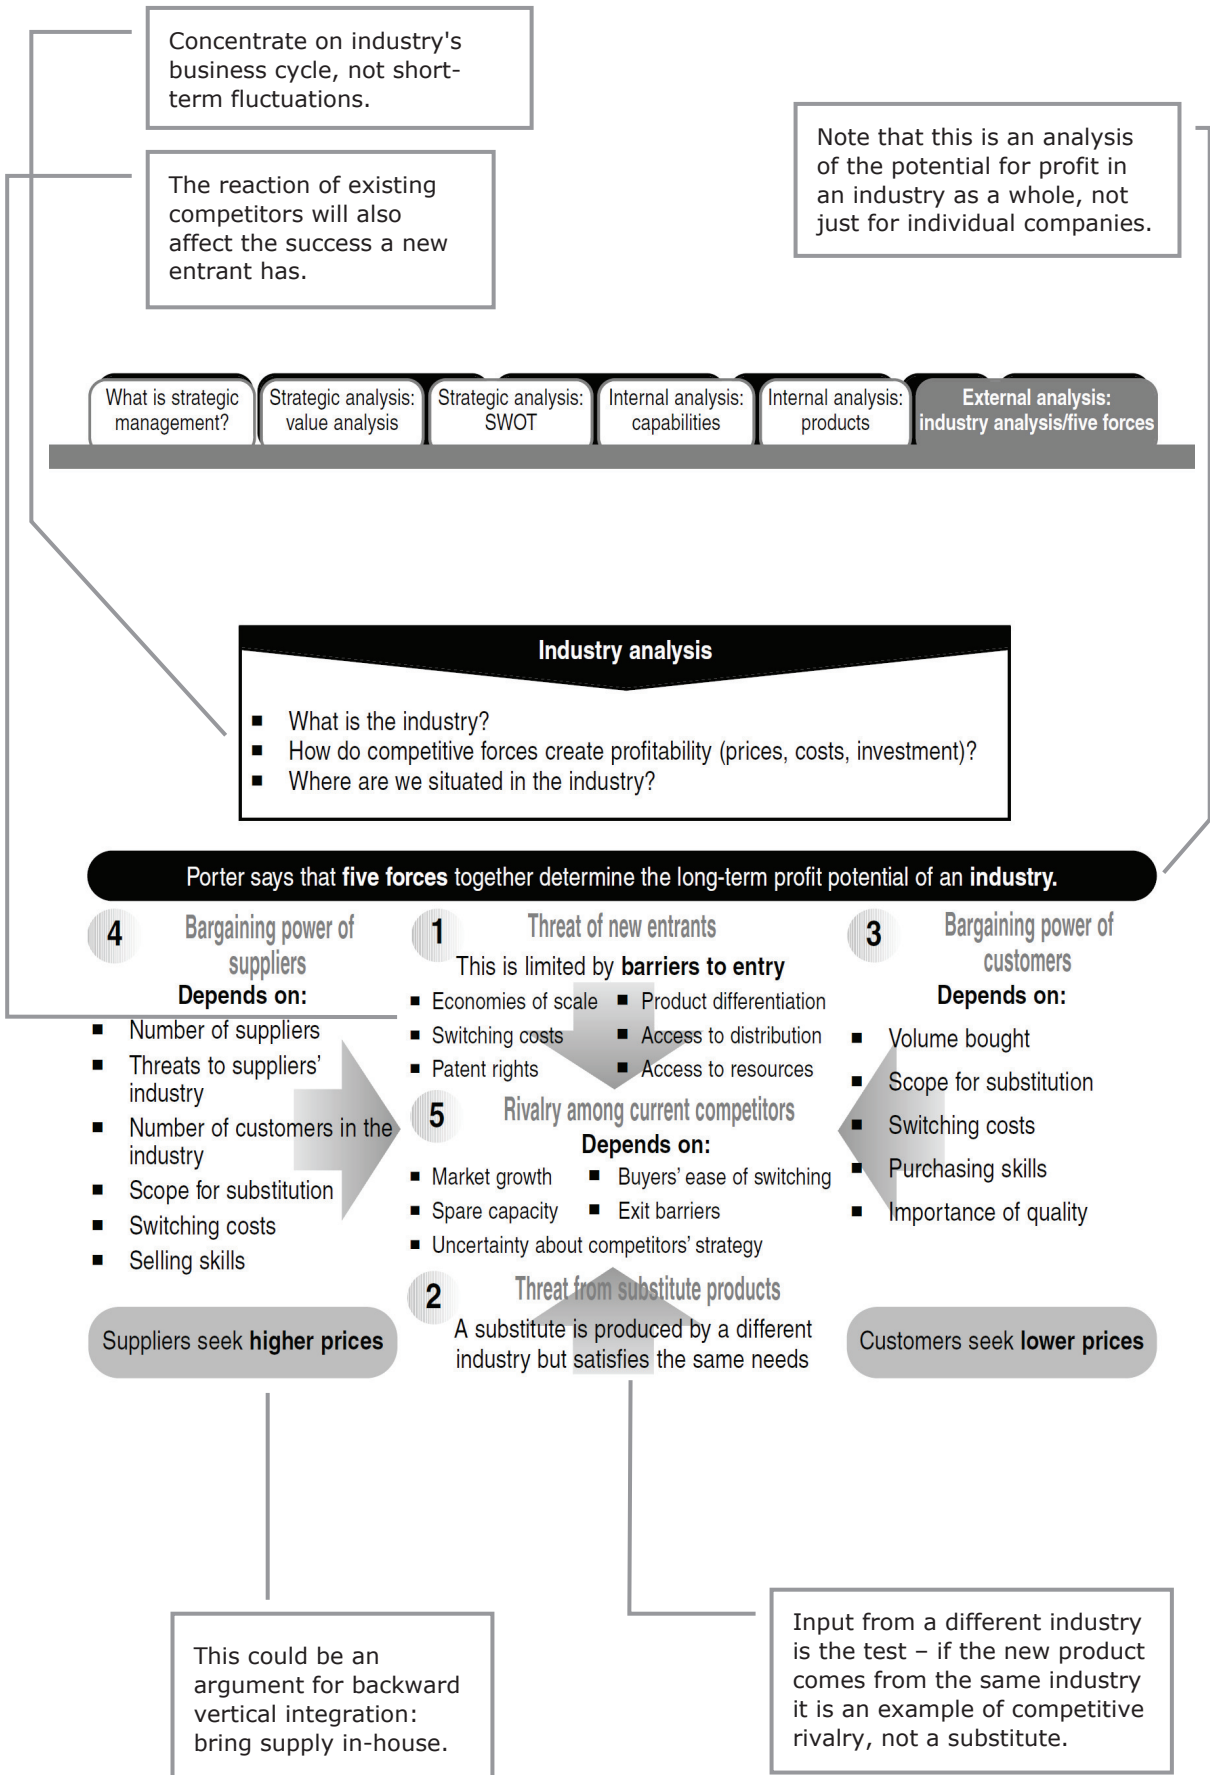 Concentrate on industry's
business cycle, not short-
term fluctuations.
Note that this is an analysis
of the potential for profit in
an industry as a whole, not
just for individual companies.
The reaction of existing
competitors will also
affect the success a new
entrant has.
What is strategic
management?
Strategic analysis:
value analysis
Strategic analysis:
SWOT
Internal analysis:
capabilities
Internal analysis:
products
External analysis:
industry analysis/five forces
Industry analysis
■ What is the industry?
■ How do competitive forces create profitability (prices, costs, investment)?
■ Where are we situated in the industry?
Porter says that five forces together determine the long-term profit potential of an industry.
4
Bargaining power of
suppliers
Depends on:
■ Number of suppliers
■ Threats to suppliers'
industry
■ Number of customers in the
industry
■ Scope for substitution
■ Switching costs
■ Selling skills
Suppliers seek higher prices
1
Threat of new entrants
This is limited by barriers to entry
■ Economies of scale ■ Product differentiation
■ Switching costs ■ Access to distribution
■ Patent rights ■ Access to resources
5
Rivalry among current competitors
Depends on:
■ Market growth ■ Buyers' ease of switching
■ Spare capacity ■ Exit barriers
■ Uncertainty about competitors' strategy
2
Threat from substitute products
A substitute is produced by a different
industry but satisfies the same needs
3
Bargaining power of
customers
Depends on:
■ Volume bought
■ Scope for substitution
■ Switching costs
■ Purchasing skills
■ Importance of quality
Customers seek lower prices
This could be an
argument for backward
vertical integration:
bring supply in-house.
Input from a different industry
is the test – if the new product
comes from the same industry
it is an example of competitive
rivalry, not a substitute.